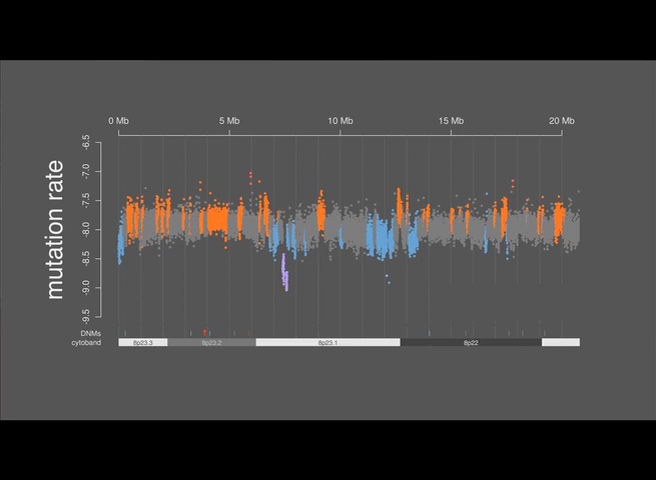 0 Mb 5 Mb 10 Mb 15 Mb 20 Mb
mutation rate
-6.5
-7.0
-7.5
-8.0
-8.5
-9.0
-9.5
DNMs
cytoband 8p23.3 8p23.2 8p23.1 8p22